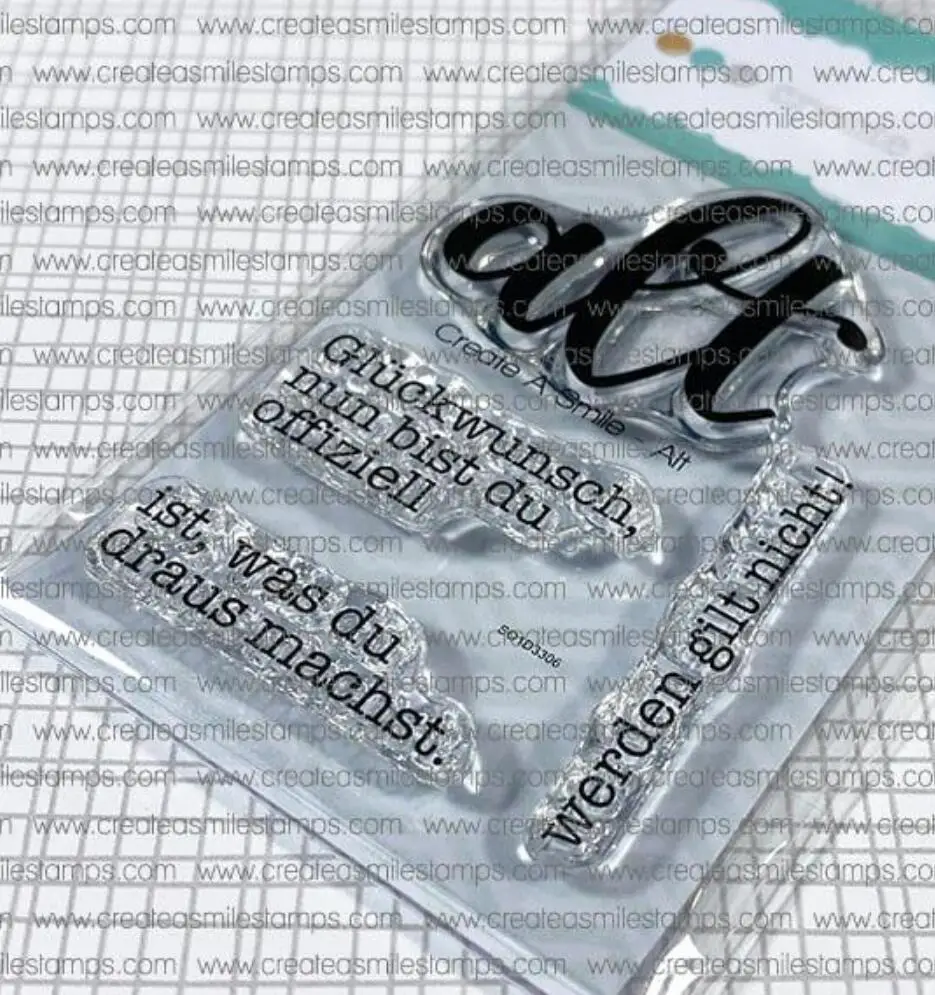 alt
Create A Smile - Alt
Glückwunsch,
nun bist du
offiziell
ist, was du
draus machst.
werden gilt nicht!
www.createasmilestamps.com